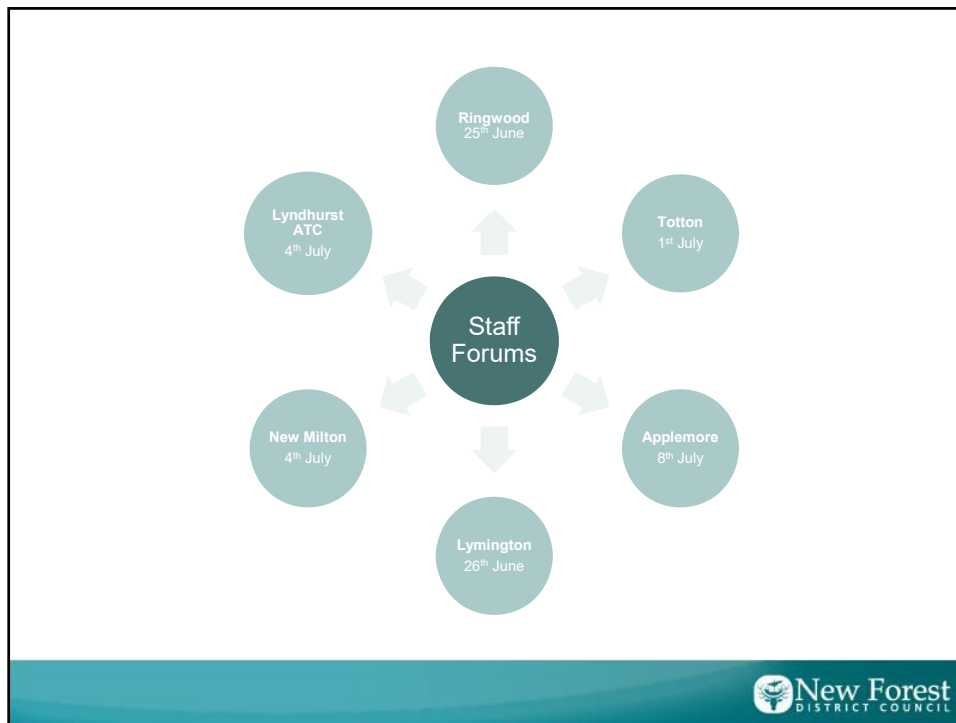 Ringwood
25th June
Totton
1st July
Applemore
8th July
Lymington
26th June
New Milton
4th July
Lyndhurst
ATC
4th July
Staff
Forums
New Forest
DISTRICT COUNCIL